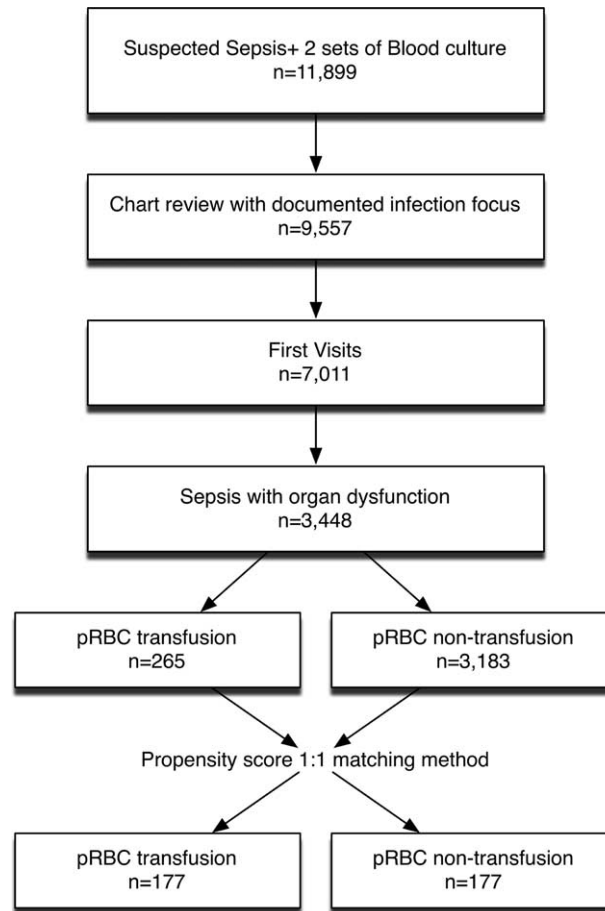 Suspected Sepsis+ 2 sets of Blood culture
n=11,899
Chart review with documented infection focus
n=9,557
First Visits
n=7,011
Sepsis with organ dysfunction
n=3,448
pRBC transfusion
n=265
pRBC non-transfusion
n=3,183
Propensity score 1:1 matching method
pRBC transfusion
n=177
pRBC non-transfusion
n=177